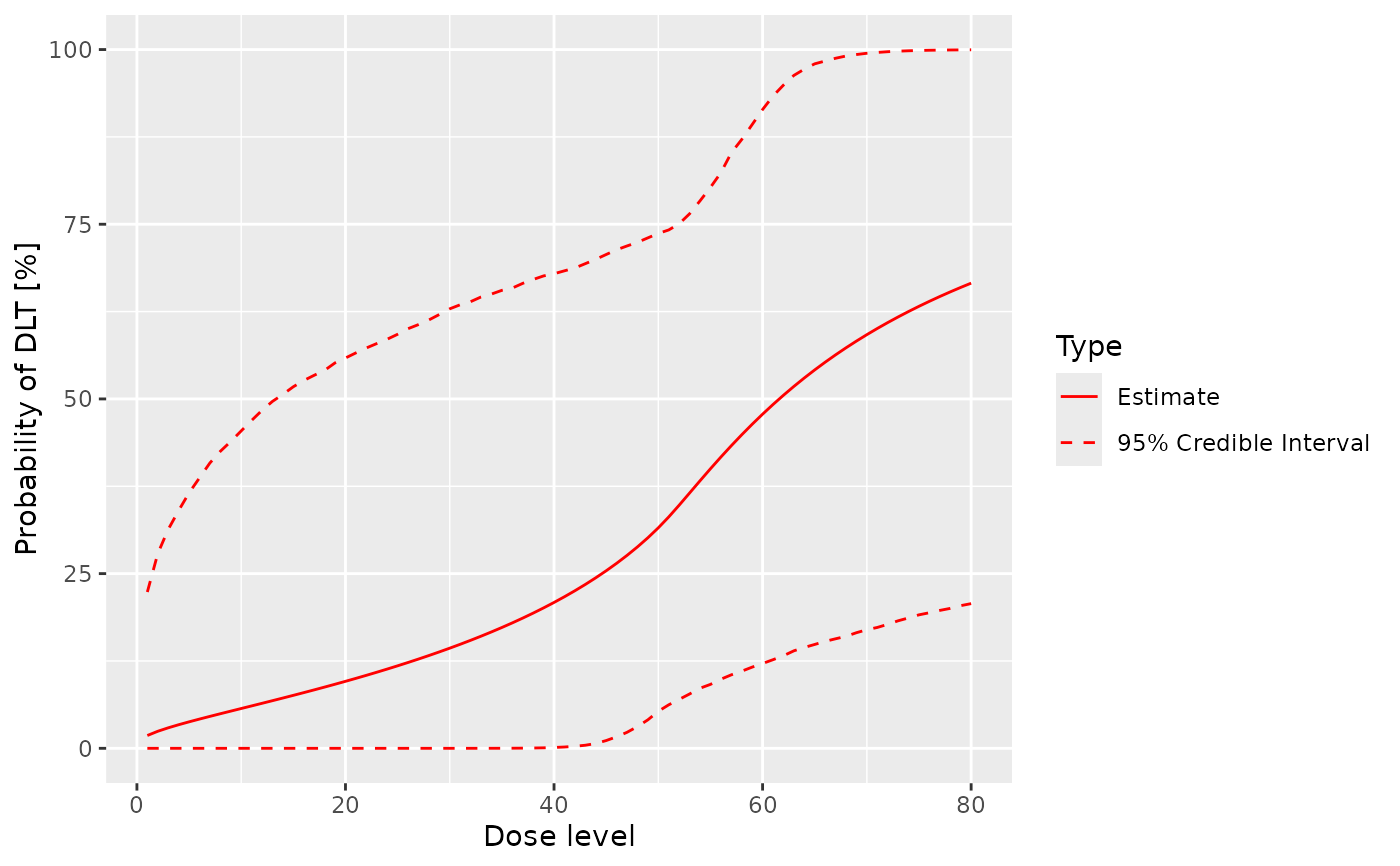 Probability of DLT [%]
100
75
50
25
0
0 20 40 60 80
Dose level
Type
Estimate
95% Credible Interval